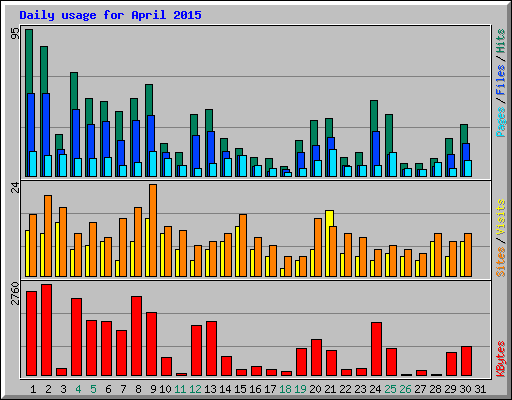 Daily usage for April 2015
95
24
2760
Pages / Files / Hits
Sites / Visits
KBytes
1 2 3 4 5 6 7 8 9 10 11 12 13 14 15 16 17 18 19 20 21 22 23 24 25 26 27 28 29 30 31